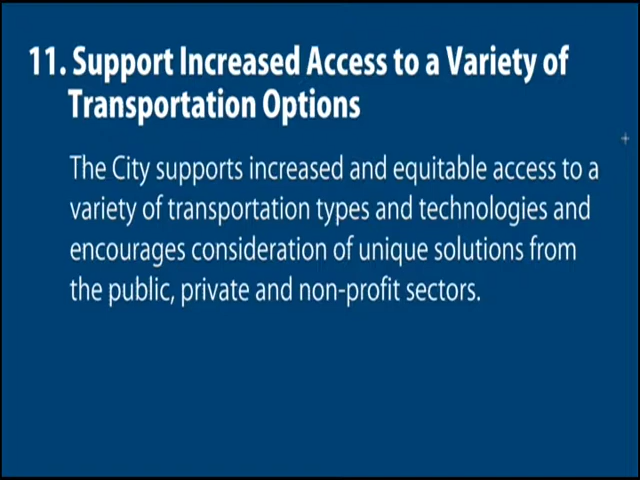 11. Support Increased Access to a Variety of
Transportation Options
The City supports increased and equitable access to a
variety of transportation types and technologies and
encourages consideration of unique solutions from
the public, private and non-profit sectors.